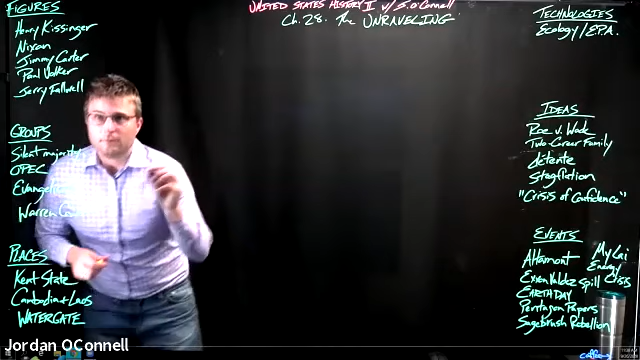 FIGURES
Henry Kissinger
Nixon
Jimmy Carter
Paul Volker
Jerry Fallwell
GROUPS
Silent majority
OPEC
Warren
PLACES
Kent State
Cambodia + Laos
WATERGATE
UNITED STATES HISTORY II w/ J. O'Connell
Ch. 28. The UNRAVELING
TECHNOLOGIES
Ecology / E.P.A.
IDEAS
Roe v. Wade
Two Career Family
détente
Stagflation
"Crisis of Confidence"
EVENTS
Altamont
My Lai
Energy Crisis
Exxon Valdez Spill
EARTH DAY
Pentagon Papers
Sagebrush Rebellion
coffee
Jordan OConnell